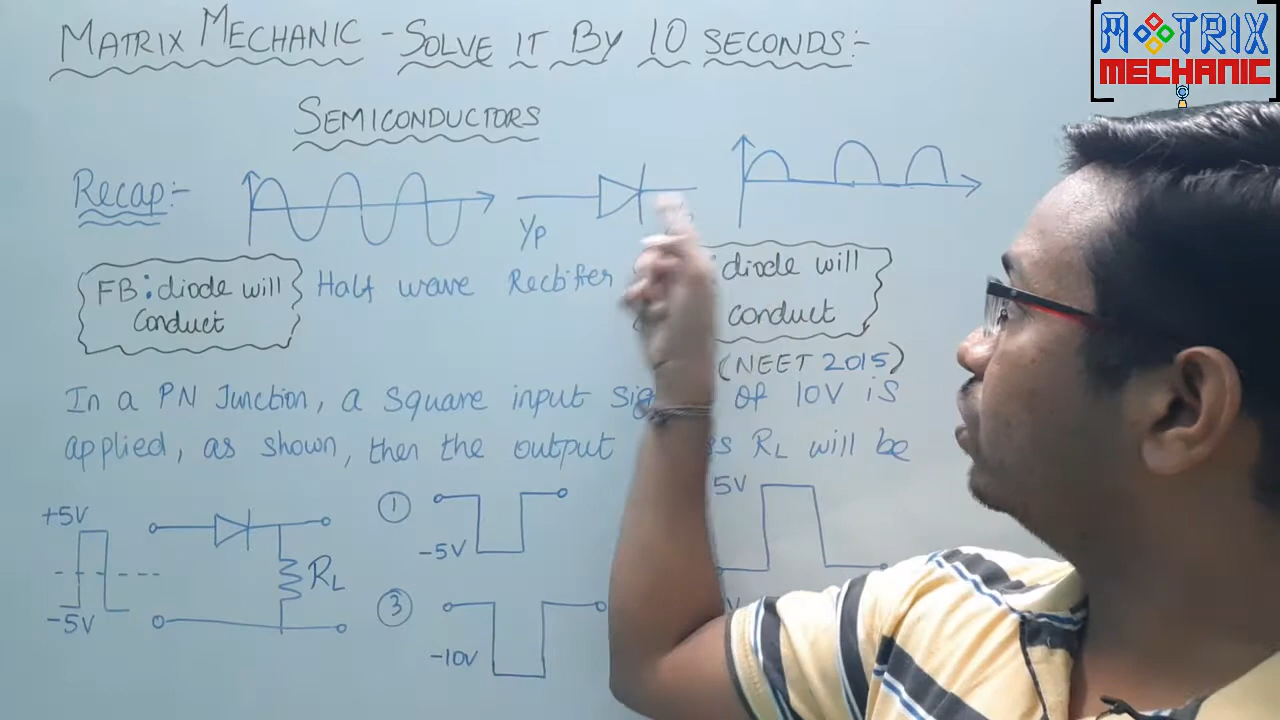 MATRIX MECHANIC - SOLVE IT BY 10 SECONDS:-
MATRIX
MECHANIC
SEMICONDUCTORS
Recap:-
Y/P
FB: diode will
conduct
Half wave Rectifier
: diode will
conduct
(NEET 2015)
In a PN Junction, a square input of 10V is
applied, as shown, then the output RL will be
+5V
-5V
RL
①
-5V
5V
③
-10V